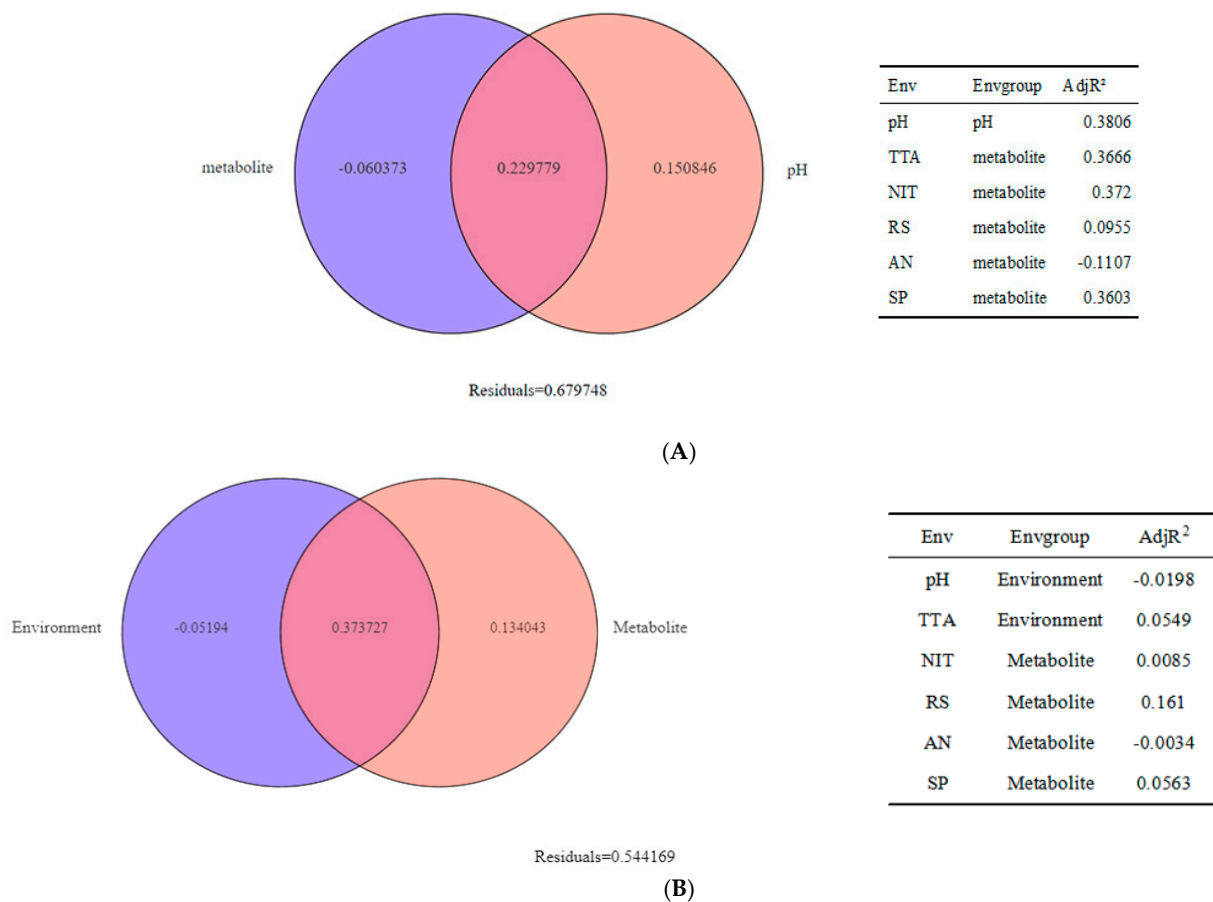 metabolite -0.060373 0.229779 0.150846 pH
Residuals=0.679748
Env Envgroup AdjR²
pH pH 0.3806
TTA metabolite 0.3666
NIT metabolite 0.372
RS metabolite 0.0955
AN metabolite -0.1107
SP metabolite 0.3603
(A)
Environment -0.05194 0.373727 0.134043 Metabolite
Residuals=0.544169
Env Envgroup AdjR²
pH Environment -0.0198
TTA Environment 0.0549
NIT Metabolite 0.0085
RS Metabolite 0.161
AN Metabolite -0.0034
SP Metabolite 0.0563
(B)